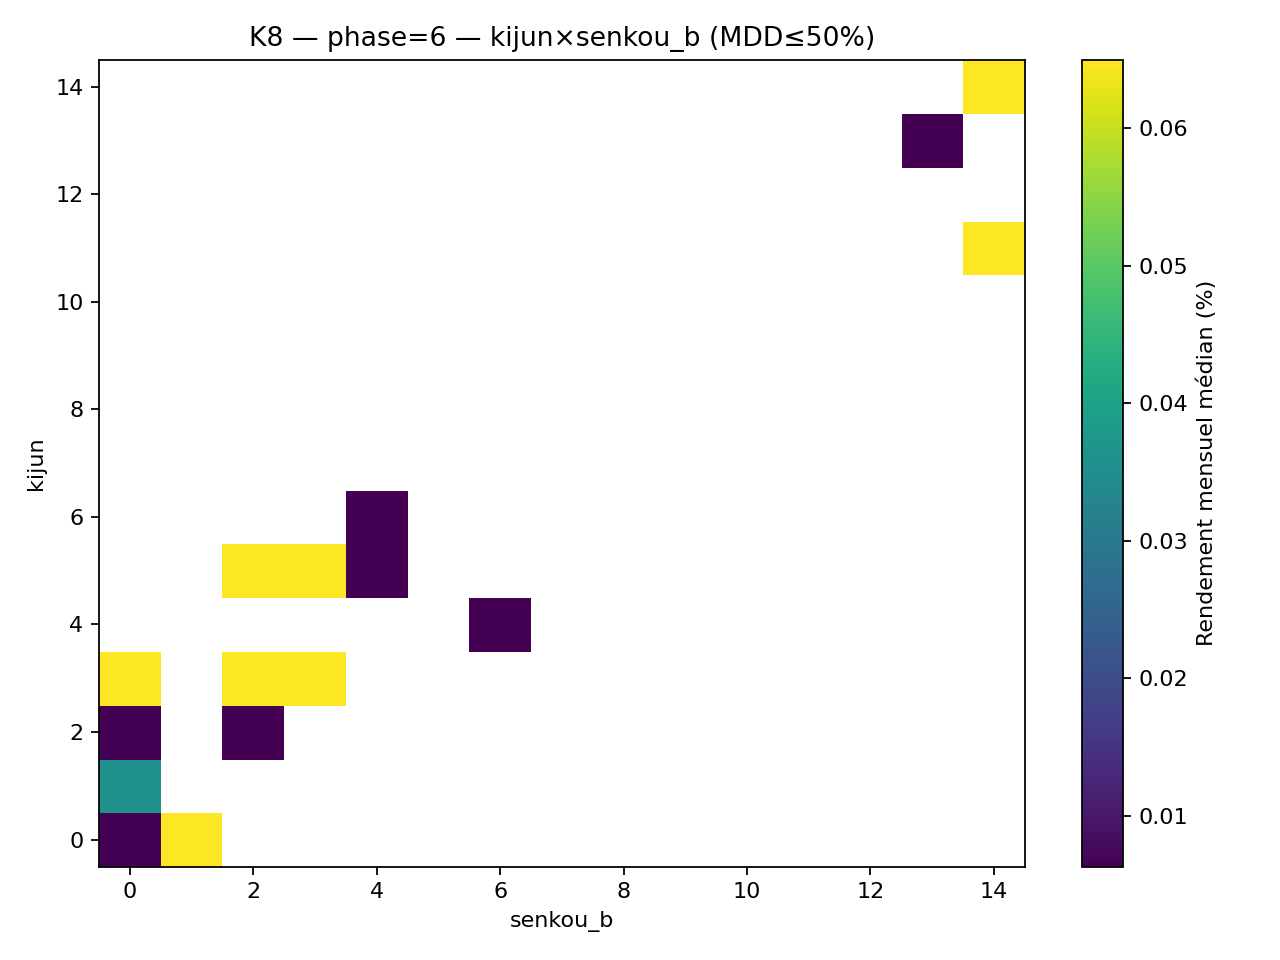 K8 — phase=6 — kijun×senkou_b (MDD≤50%)
14
12
10
8
6
4
2
0
kijun
0 2 4 6 8 10 12 14
senkou_b
0.06
0.05
0.04
0.03
0.02
0.01
Rendement mensuel médian (%)